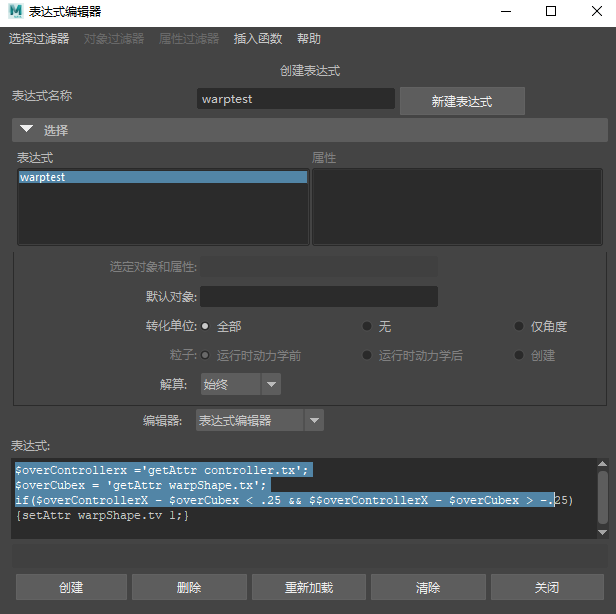 表达式编辑器
选择过滤器 对象过滤器 属性过滤器 插入函数 帮助
创建表达式
表达式名称 warptest 新建表达式
选择
表达式 属性
warptest
选定对象和属性:
默认对象:
转化单位: 全部 无 仅角度
粒子: 运行时动力学前 运行时动力学后 创建
解算: 始终
编辑器: 表达式编辑器
表达式:
$overControllerx ='getAttr controller.tx';
$overCubex = 'getAttr warpShape.tx';
if($overControllerX - $overCubex < .25 && $$overControllerX - $overCubex > -.25)
{setAttr warpShape.tv 1;}
创建 删除 重新加载 清除 关闭